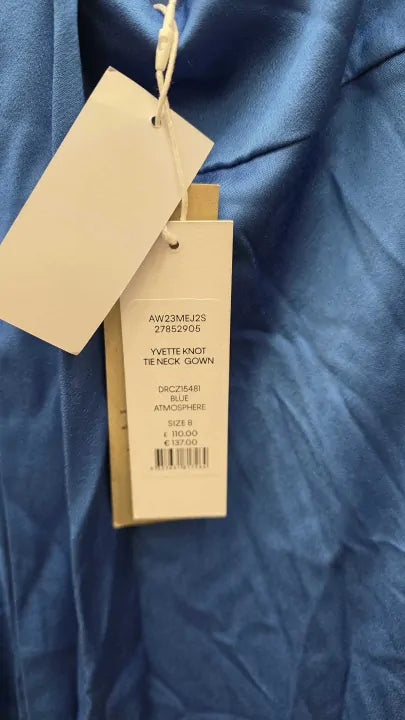 AW23MEJ2S
27852905
YVETTE KNOT
TIE NECK GOWN
DRCZ15481
BLUE
ATMOSPHERE
SIZE 8
£ 110.00
€ 137.00